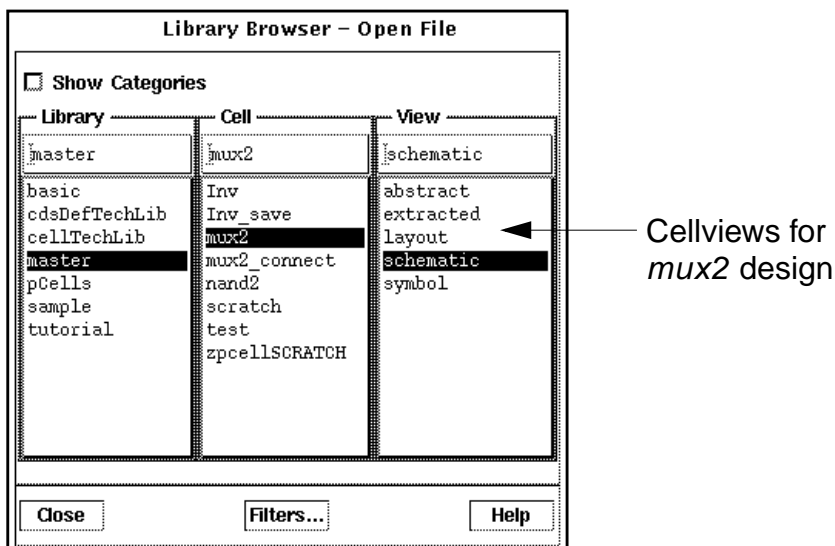 Library Browser – Open File
Show Categories
Library
Cell
View
master
mux2
schematic
basic
cdsDefTechLib
cellTechLib
master
pCells
sample
tutorial
Inv
Inv_save
mux2
mux2_connect
nand2
scratch
test
zpcellSCRATCH
abstract
extracted
layout
schematic
symbol
Cellviews for
mux2 design
Close
Filters...
Help